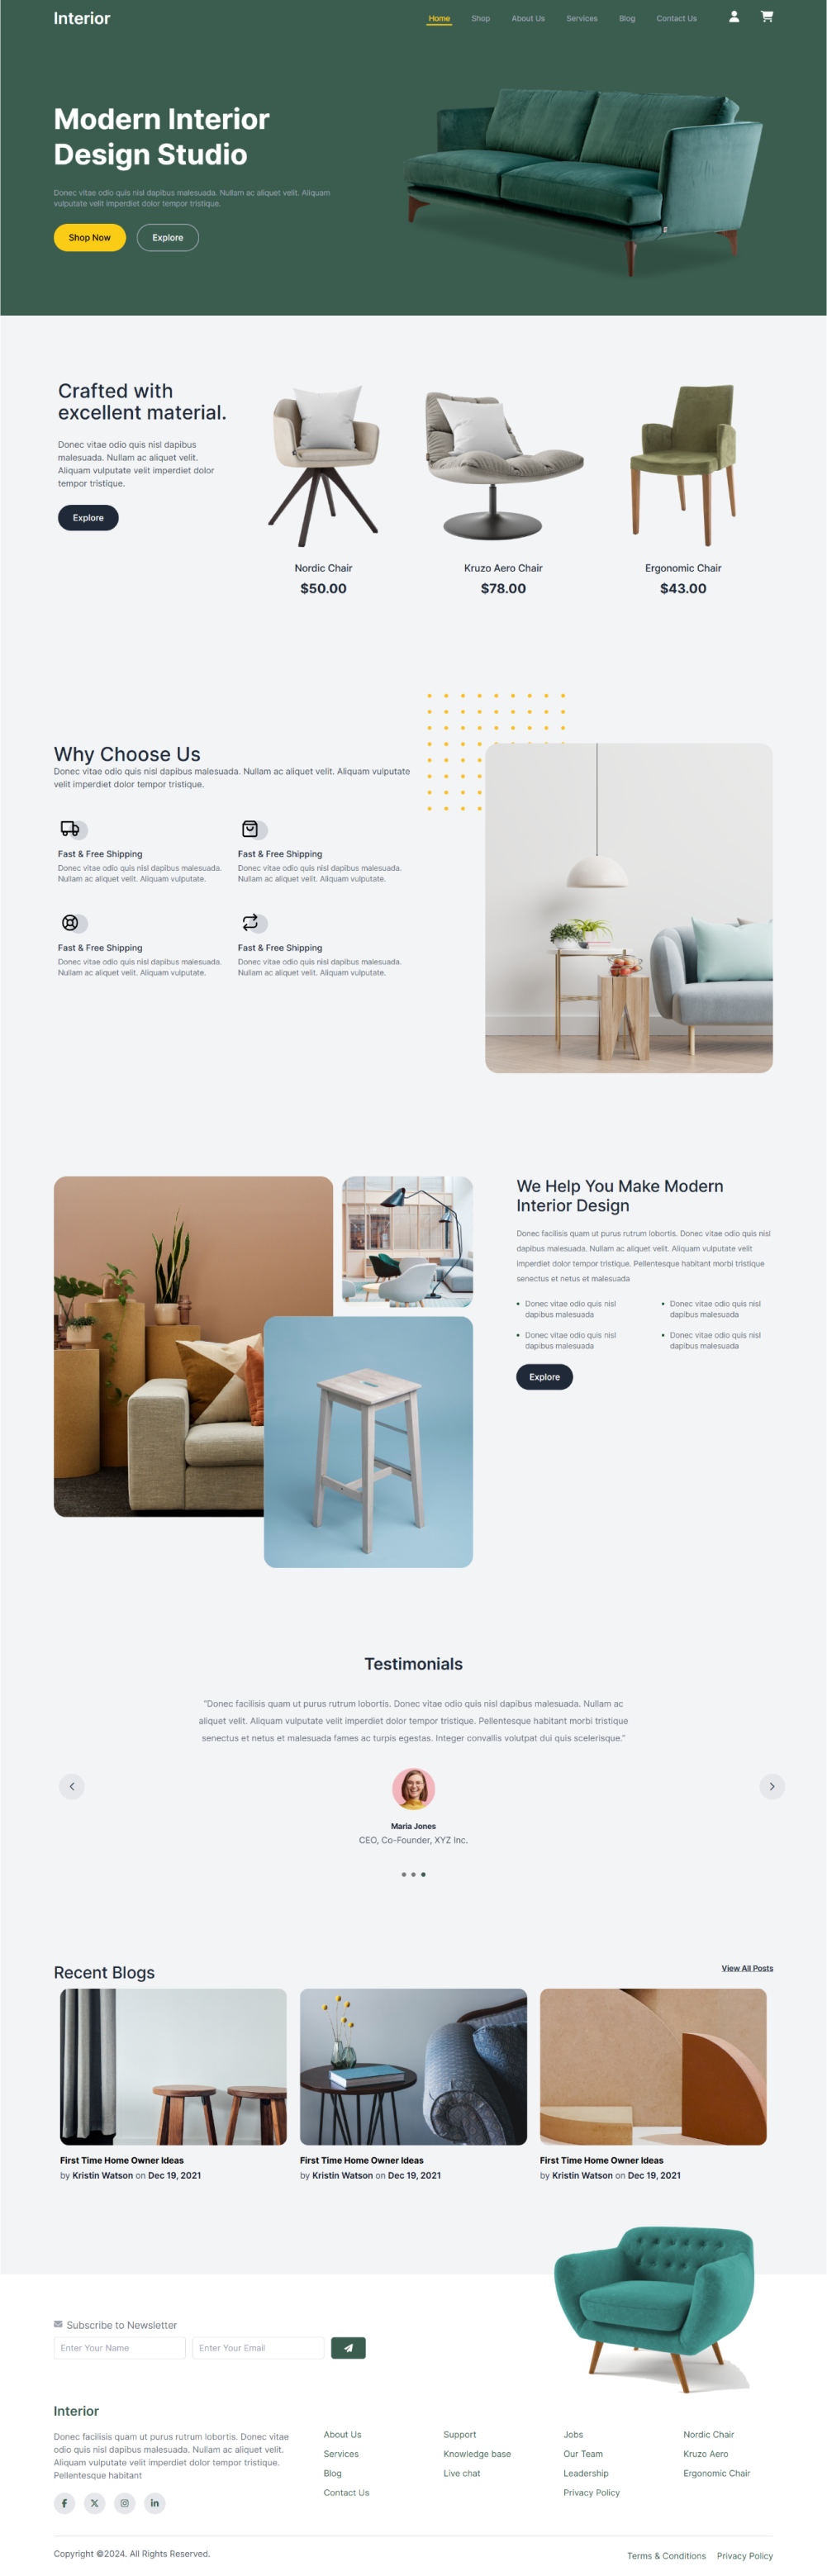 Interior
Home Shop About Us Services Blog Contact Us
Modern Interior
Design Studio
Donec vitae odio quis nisl dapibus malesuada. Nullam ac aliquet velit. Aliquam
vulputate velit imperdiet dolor tempor tristique.
Shop Now Explore
Crafted with
excellent material.
Donec vitae odio quis nisl dapibus
malesuada. Nullam ac aliquet velit.
Aliquam vulputate velit imperdiet dolor
tempor tristique.
Explore
Nordic Chair
$50.00
Kruzo Aero Chair
$78.00
Ergonomic Chair
$43.00
Why Choose Us
Donec vitae odio quis nisl dapibus malesuada. Nullam ac aliquet velit. Aliquam vulputate
velit imperdiet dolor tempor tristique.
Fast & Free Shipping
Donec vitae odio quis nisl dapibus malesuada.
Nullam ac aliquet velit. Aliquam vulputate.
Fast & Free Shipping
Donec vitae odio quis nisl dapibus malesuada.
Nullam ac aliquet velit. Aliquam vulputate.
Fast & Free Shipping
Donec vitae odio quis nisl dapibus malesuada.
Nullam ac aliquet velit. Aliquam vulputate.
Fast & Free Shipping
Donec vitae odio quis nisl dapibus malesuada.
Nullam ac aliquet velit. Aliquam vulputate.
We Help You Make Modern
Interior Design
Donec facilisis quam ut purus rutrum lobortis. Donec vitae odio quis nisl
dapibus malesuada. Nullam ac aliquet velit. Aliquam vulputate velit
imperdiet dolor tempor tristique. Pellentesque habitant morbi tristique
senectus et netus et malesuada
Donec vitae odio quis nisl
dapibus malesuada
Donec vitae odio quis nisl
dapibus malesuada
Donec vitae odio quis nisl
dapibus malesuada
Donec vitae odio quis nisl
dapibus malesuada
Explore
Testimonials
"Donec facilisis quam ut purus rutrum lobortis. Donec vitae odio quis nisl dapibus malesuada. Nullam ac
aliquet velit. Aliquam vulputate velit imperdiet dolor tempor tristique. Pellentesque habitant morbi tristique
senectus et netus et malesuada fames ac turpis egestas. Integer convallis volutpat dui quis scelerisque."
Maria Jones
CEO, Co-Founder, XYZ Inc.
Recent Blogs
View All Posts
First Time Home Owner Ideas
by Kristin Watson on Dec 19, 2021
First Time Home Owner Ideas
by Kristin Watson on Dec 19, 2021
First Time Home Owner Ideas
by Kristin Watson on Dec 19, 2021
Subscribe to Newsletter
Enter Your Name
Enter Your Email
Interior
Donec facilisis quam ut purus rutrum lobortis. Donec vitae
odio quis nisl dapibus malesuada. Nullam ac aliquet velit.
Aliquam vulputate velit imperdiet dolor tempor tristique.
Pellentesque habitant
About Us
Services
Blog
Contact Us
Support
Knowledge base
Live chat
Jobs
Our Team
Leadership
Privacy Policy
Nordic Chair
Kruzo Aero
Ergonomic Chair
Copyright ©2024. All Rights Reserved.
Terms & Conditions Privacy Policy